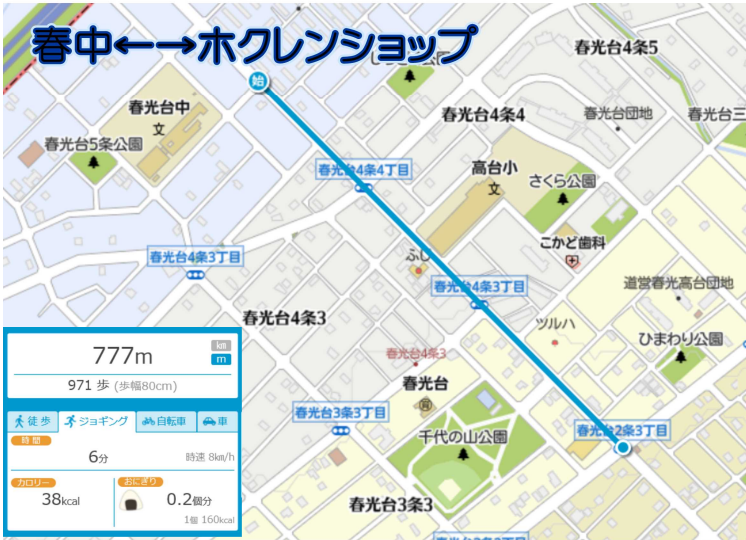 春中←→ホクレンショップ
春光台4条5
始
春光台中
文
春光台5条公園
春光台4条4
春光台団地
春光台三
春光台4条4丁目
高台小
文
さくら公園
こかど歯科
春光台4条3丁目
ふじ
春光台4条3丁目
道営春光高台団地
春光台4条3
ツルハ
ひまわり公園
春光台4条3
春光台
春光台3条3丁目
千代の山公園
春光台2条3丁目
春光台3条3
777m
km
m
971 歩 (歩幅80cm)
徒歩 ジョギング 自転車 車
時間
6分 時速 8km/h
カロリー おにぎり
38kcal 0.2個分
1個 160kcal